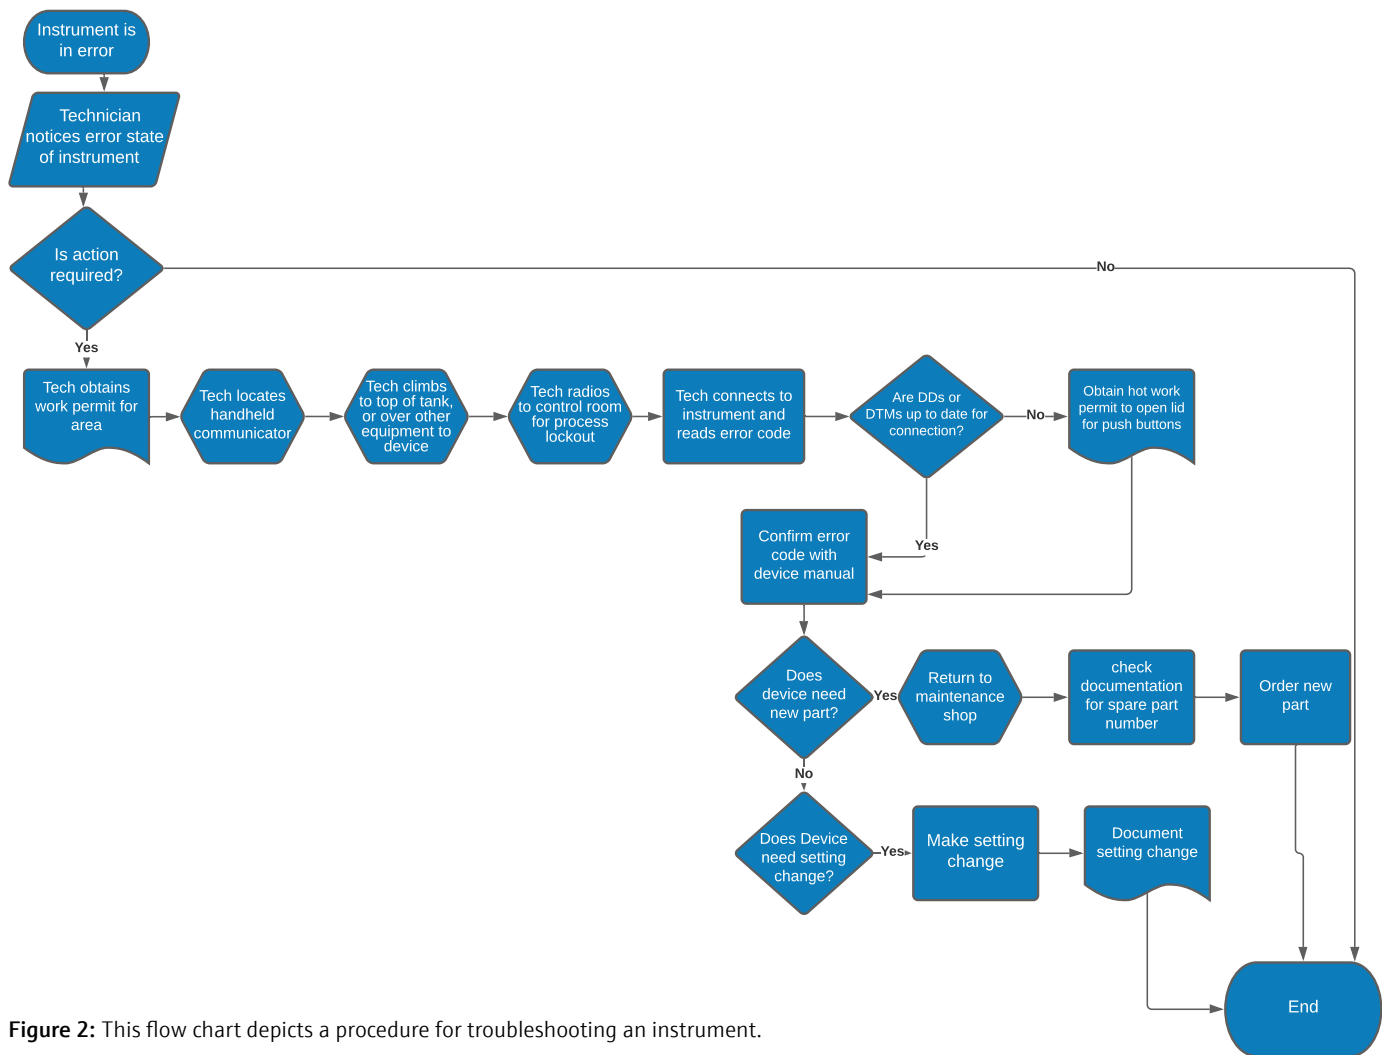 Instrument is
in error
Technician
notices error state
of instrument
Is action
required?
No
Yes
Tech obtains
work permit for
area
Tech locates
handheld
communicator
Tech climbs
to top of tank,
or over other
equipment to
device
Tech radios
to control room
for process
lockout
Tech connects to
instrument and
reads error code
Are DDs or
DTMs up to date for
connection?
No
Obtain hot work
permit to open lid
for push buttons
Yes
Confirm error
code with
device manual
Does
device need
new part?
Yes
Return to
maintenance
shop
check
documentation
for spare part
number
Order new
part
No
Does Device
need setting
change?
Yes
Make setting
change
Document
setting change
End
Figure 2: This flow chart depicts a procedure for troubleshooting an instrument.